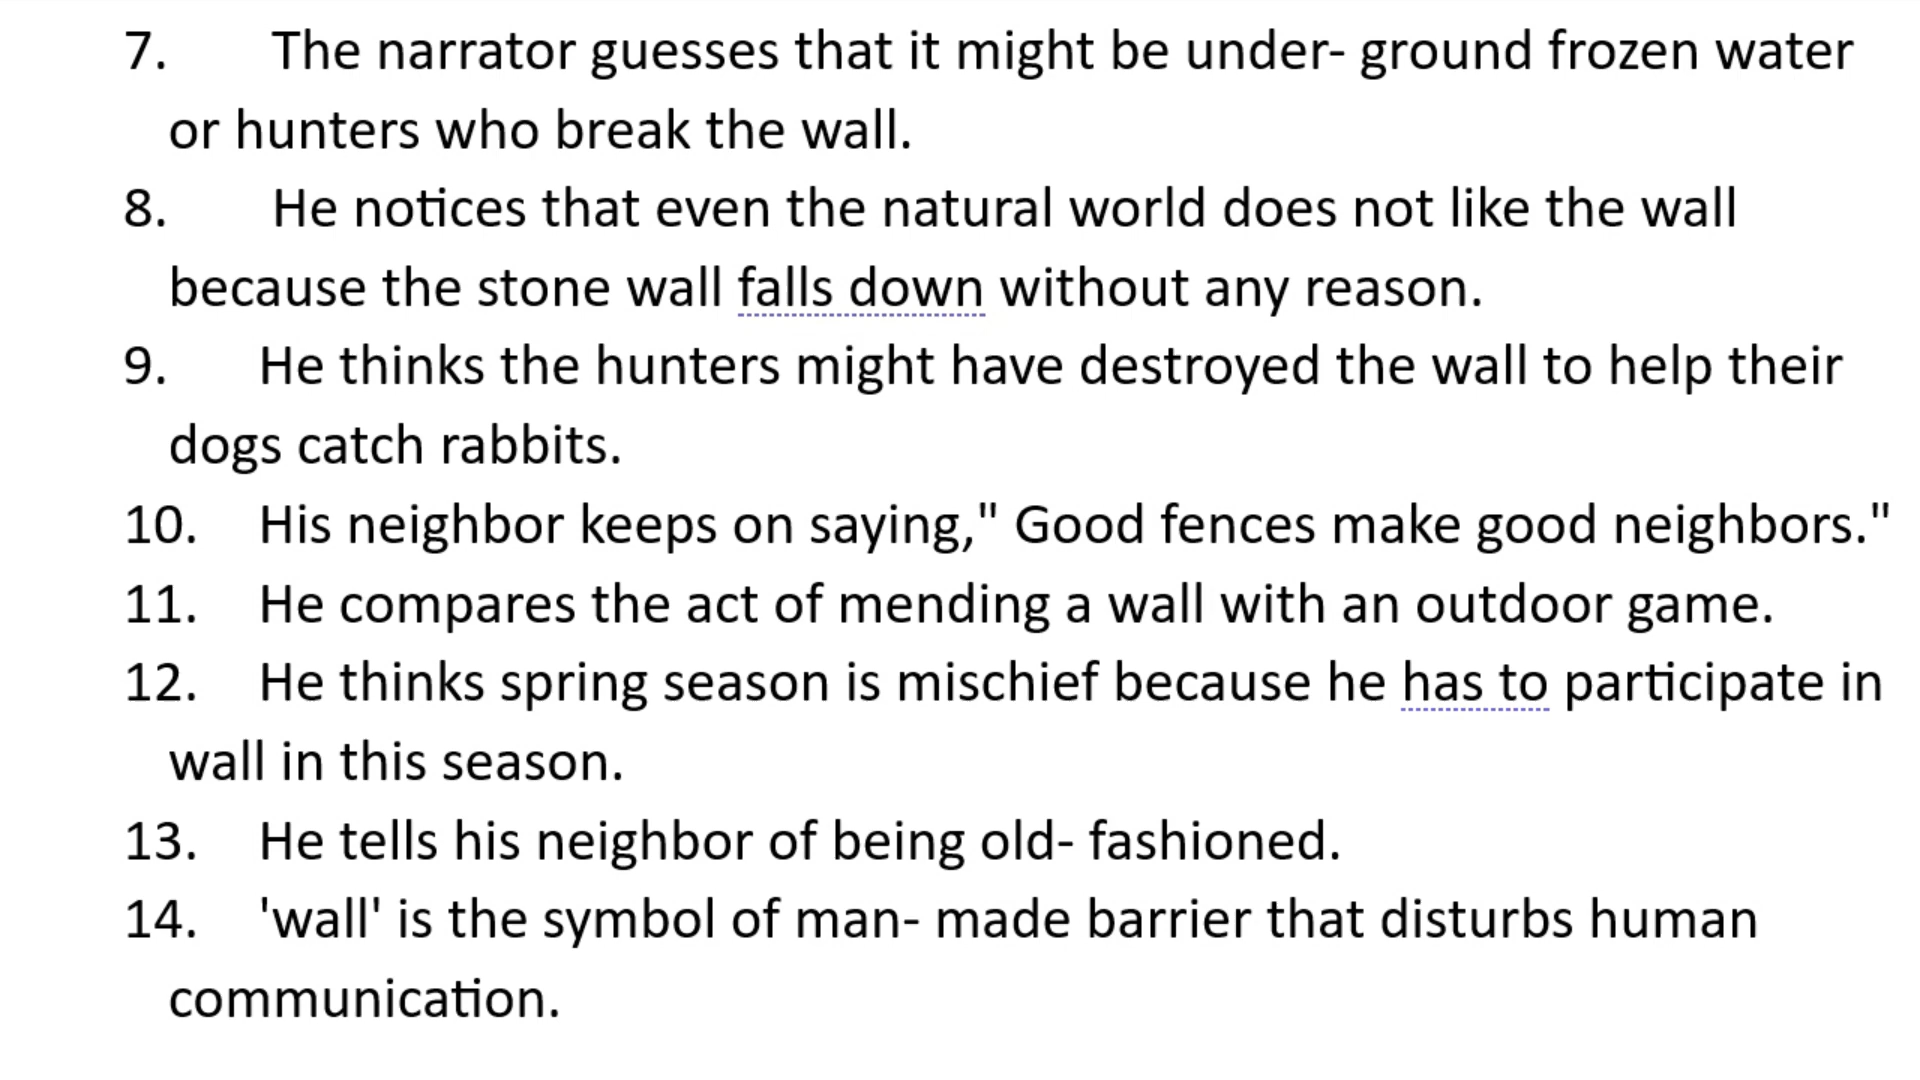 7. The narrator guesses that it might be under- ground frozen water
or hunters who break the wall.
8. He notices that even the natural world does not like the wall
because the stone wall falls down without any reason.
9. He thinks the hunters might have destroyed the wall to help their
dogs catch rabbits.
10. His neighbor keeps on saying," Good fences make good neighbors."
11. He compares the act of mending a wall with an outdoor game.
12. He thinks spring season is mischief because he has to participate in
wall in this season.
13. He tells his neighbor of being old- fashioned.
14. 'wall' is the symbol of man- made barrier that disturbs human
communication.